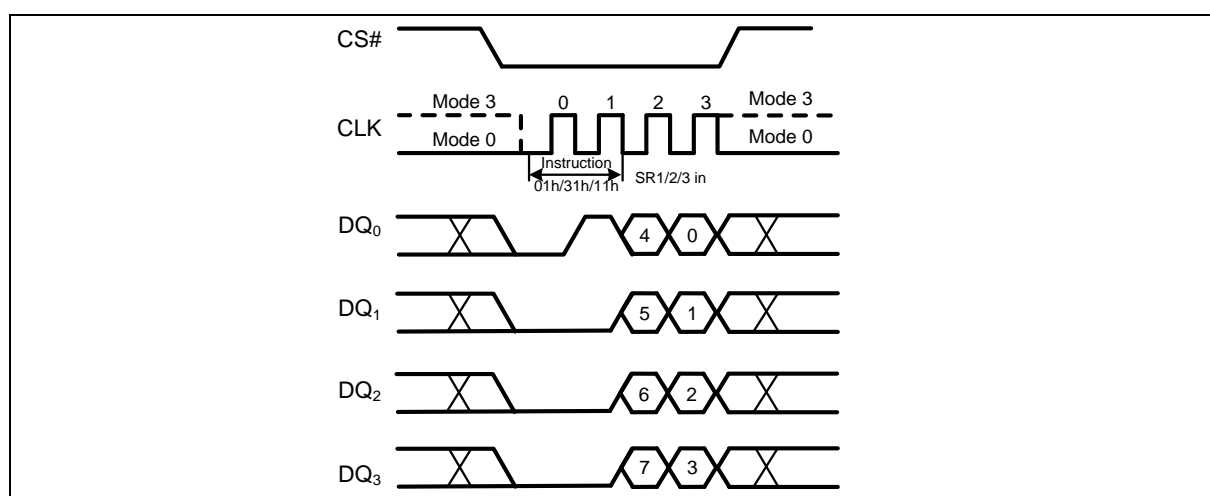 CS#
0 1 2 3
Mode 3 Mode 3
CLK
Mode 0 Mode 0
Instruction
01h/31h/11h SR1/2/3 in
DQ0 4 0
DQ1 5 1
DQ2 6 2
DQ3 7 3